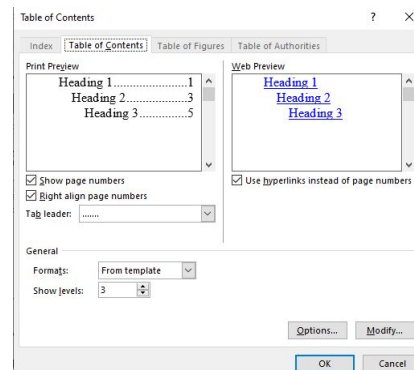 Table of Contents ? ×
Index Table of Contents Table of Figures Table of Authorities
Print Preview
Heading 1....................1
Heading 2................3
Heading 3.............5
Web Preview
Heading 1
Heading 2
Heading 3
Show page numbers
Right align page numbers
Tab leader: .......
Use hyperlinks instead of page numbers
General
Formats: From template
Show levels: 3
Options... Modify...
OK Cancel